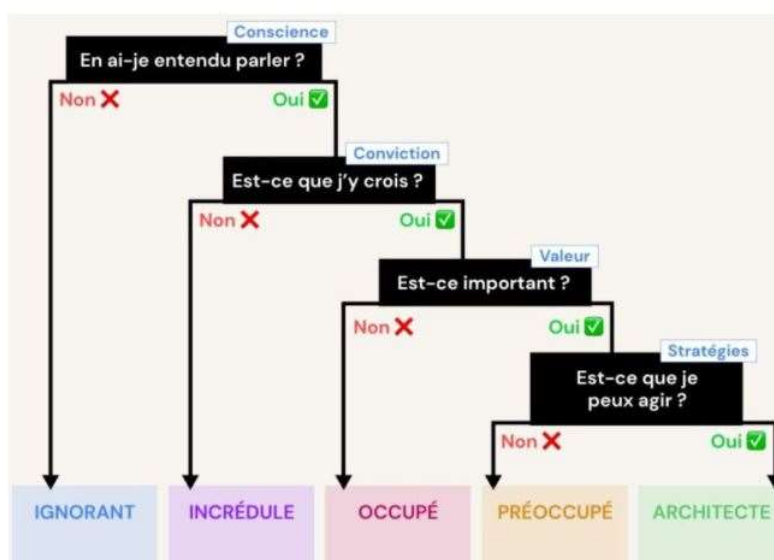 Conscience
En ai-je entendu parler ?
Non ❌
Oui ✅
Conviction
Est-ce que j'y crois ?
Non ❌
Oui ✅
Valeur
Est-ce important ?
Non ❌
Oui ✅
Stratégies
Est-ce que je
peux agir ?
Non ❌
Oui ✅
IGNORANT
INCRÉDULE
OCCUPÉ
PRÉOCCUPÉ
ARCHITECTE